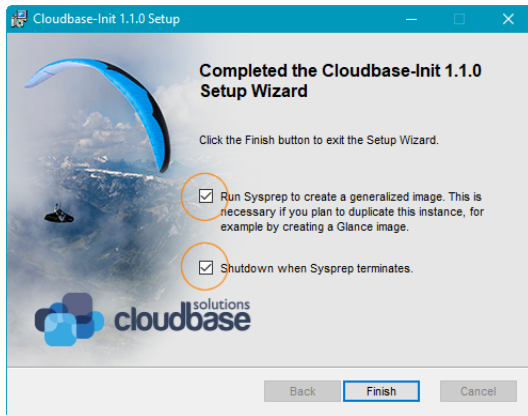 Cloudbase-Init 1.1.0 Setup
Completed the Cloudbase-Init 1.1.0
Setup Wizard
Click the Finish button to exit the Setup Wizard.
Run Sysprep to create a generalized image. This is
necessary if you plan to duplicate this instance, for
example by creating a Glance image.
Shutdown when Sysprep terminates.
solutions
cloudbase
Back
Finish
Cancel